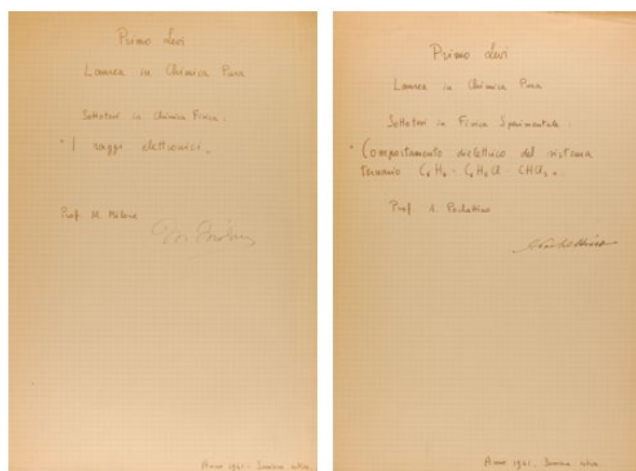 Primo Levi
Laurea in Chimica Pura
Sottotesi in Chimica Fisica.
"I raggi elettronici.
Prof. M. Milone
Anno 1941 - Sessione estiva
Primo Levi
Laurea in Chimica Pura
Sottotesi in Fisica Sperimentale.
"Comportamento dielettrico del sistema
ternario C₆H₆ - C₆H₅Cl CHCl₃ "
Prof. A. Pochettino
Anno 1941 - Sessione estiva